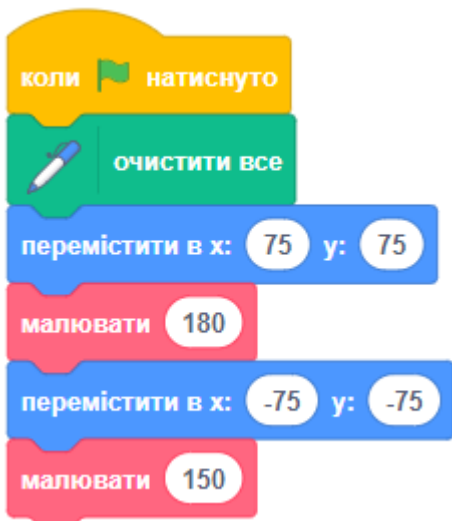 коли натиснуто
очистити все
перемістити в x: 75 y: 75
малювати 180
перемістити в x: -75 y: -75
малювати 150